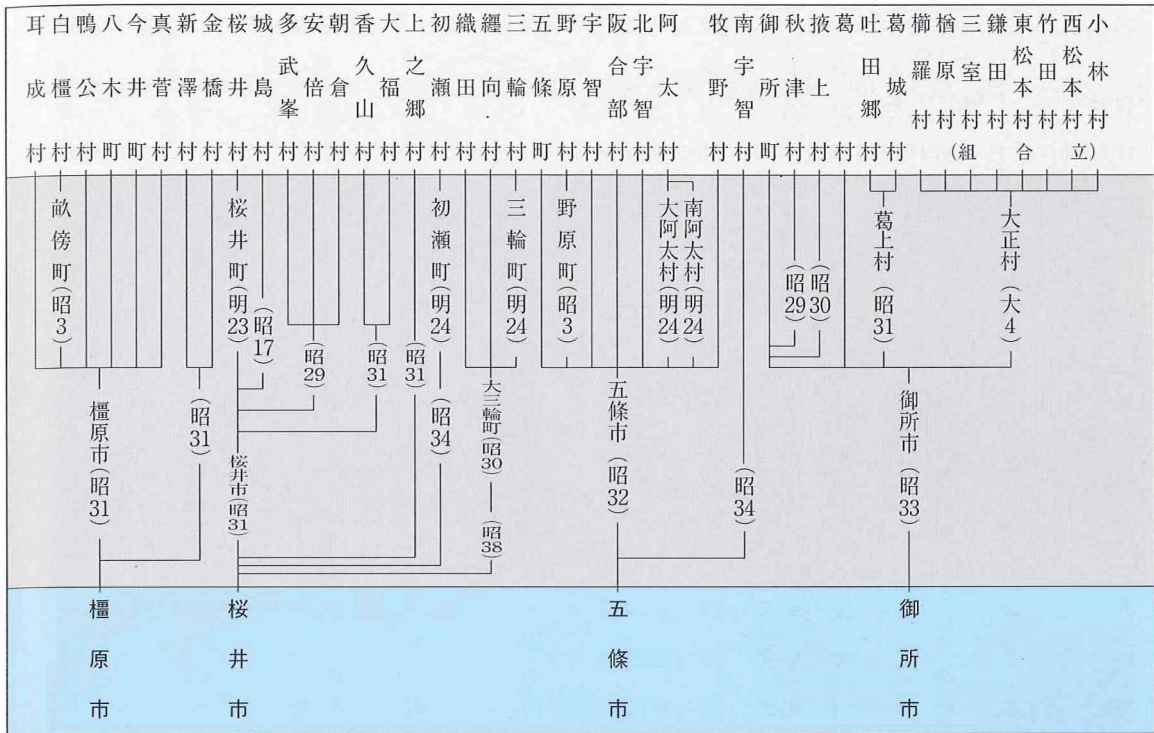 小林村
西松本村
竹田村
東松本村
鎌田村
三室村
楢原村
櫛羅村
(組合立)
葛城村
吐田郷村
葛村
掖上村
秋津村
御所町
南宇智村
牧野村
阿太村
北宇智村
阪合部村
宇智村
野原村
五條町
三輪村
纒向村
織田村
初瀬村
上之郷村
大福村
香久山村
朝倉村
安倍村
多武峯村
城島村
桜井村
金橋村
新澤村
真菅村
今井町
八木町
鴨公村
白橿村
耳成村
大正村(大4)
葛上村(昭31)
(昭30)
(昭29)
南阿太村(明24)
大阿太村(明24)
野原町(昭3)
三輪町(明24)
初瀬町(明24)
(昭31)
(昭31)
(昭29)
(昭17)
桜井町(明23)
畝傍町(昭3)
御所市(昭33)
(昭34)
五條市(昭32)
大三輪町(昭30)
(昭38)
(昭34)
桜井市(昭31)
(昭31)
橿原市(昭31)
御所市
五條市
桜井市
橿原市